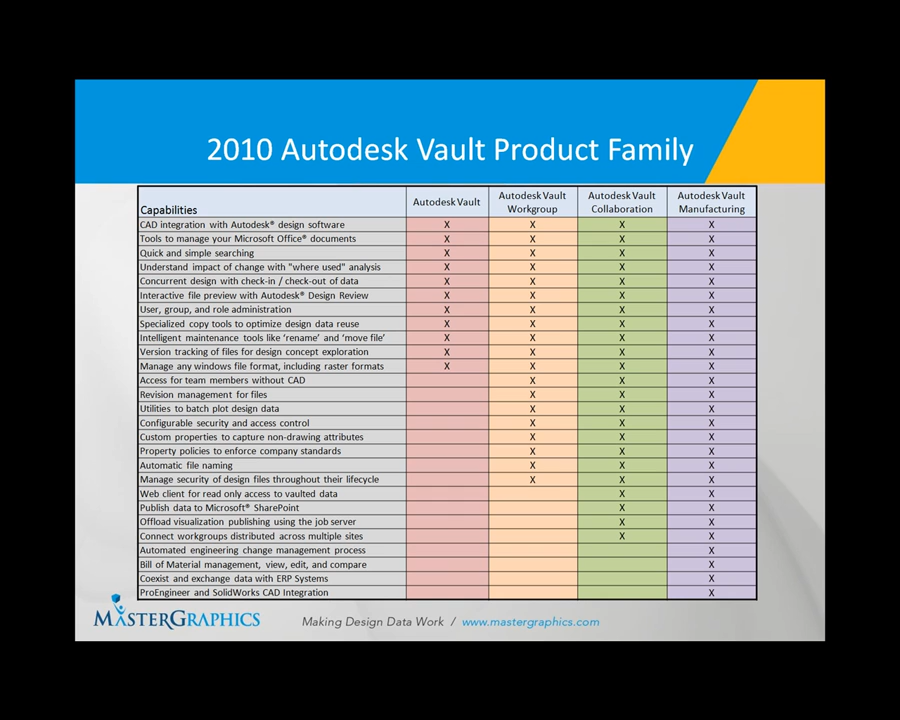 2010 Autodesk Vault Product Family
Capabilities Autodesk Vault Autodesk Vault Workgroup Autodesk Vault Collaboration Autodesk Vault Manufacturing
CAD integration with Autodesk® design software X X X X
Tools to manage your Microsoft Office® documents X X X X
Quick and simple searching X X X X
Understand impact of change with "where used" analysis X X X X
Concurrent design with check-in / check-out of data X X X X
Interactive file preview with Autodesk® Design Review X X X X
User, group, and role administration X X X X
Specialized copy tools to optimize design data reuse X X X X
Intelligent maintenance tools like ‘rename’ and ‘move file’ X X X X
Version tracking of files for design concept exploration X X X X
Manage any windows file format, including raster formats X X X X
Access for team members without CAD X X X
Revision management for files X X X
Utilities to batch plot design data X X X
Configurable security and access control X X X
Custom properties to capture non-drawing attributes X X X
Property policies to enforce company standards X X X
Automatic file naming X X X
Manage security of design files throughout their lifecycle X X X
Web client for read only access to vaulted data X X
Publish data to Microsoft® SharePoint X X
Offload visualization publishing using the job server X X
Connect workgroups distributed across multiple sites X X
Automated engineering change management process X
Bill of Material management, view, edit, and compare X
Coexist and exchange data with ERP Systems X
ProEngineer and SolidWorks CAD Integration X
MASTERGRAPHICS Making Design Data Work / www.mastergraphics.com